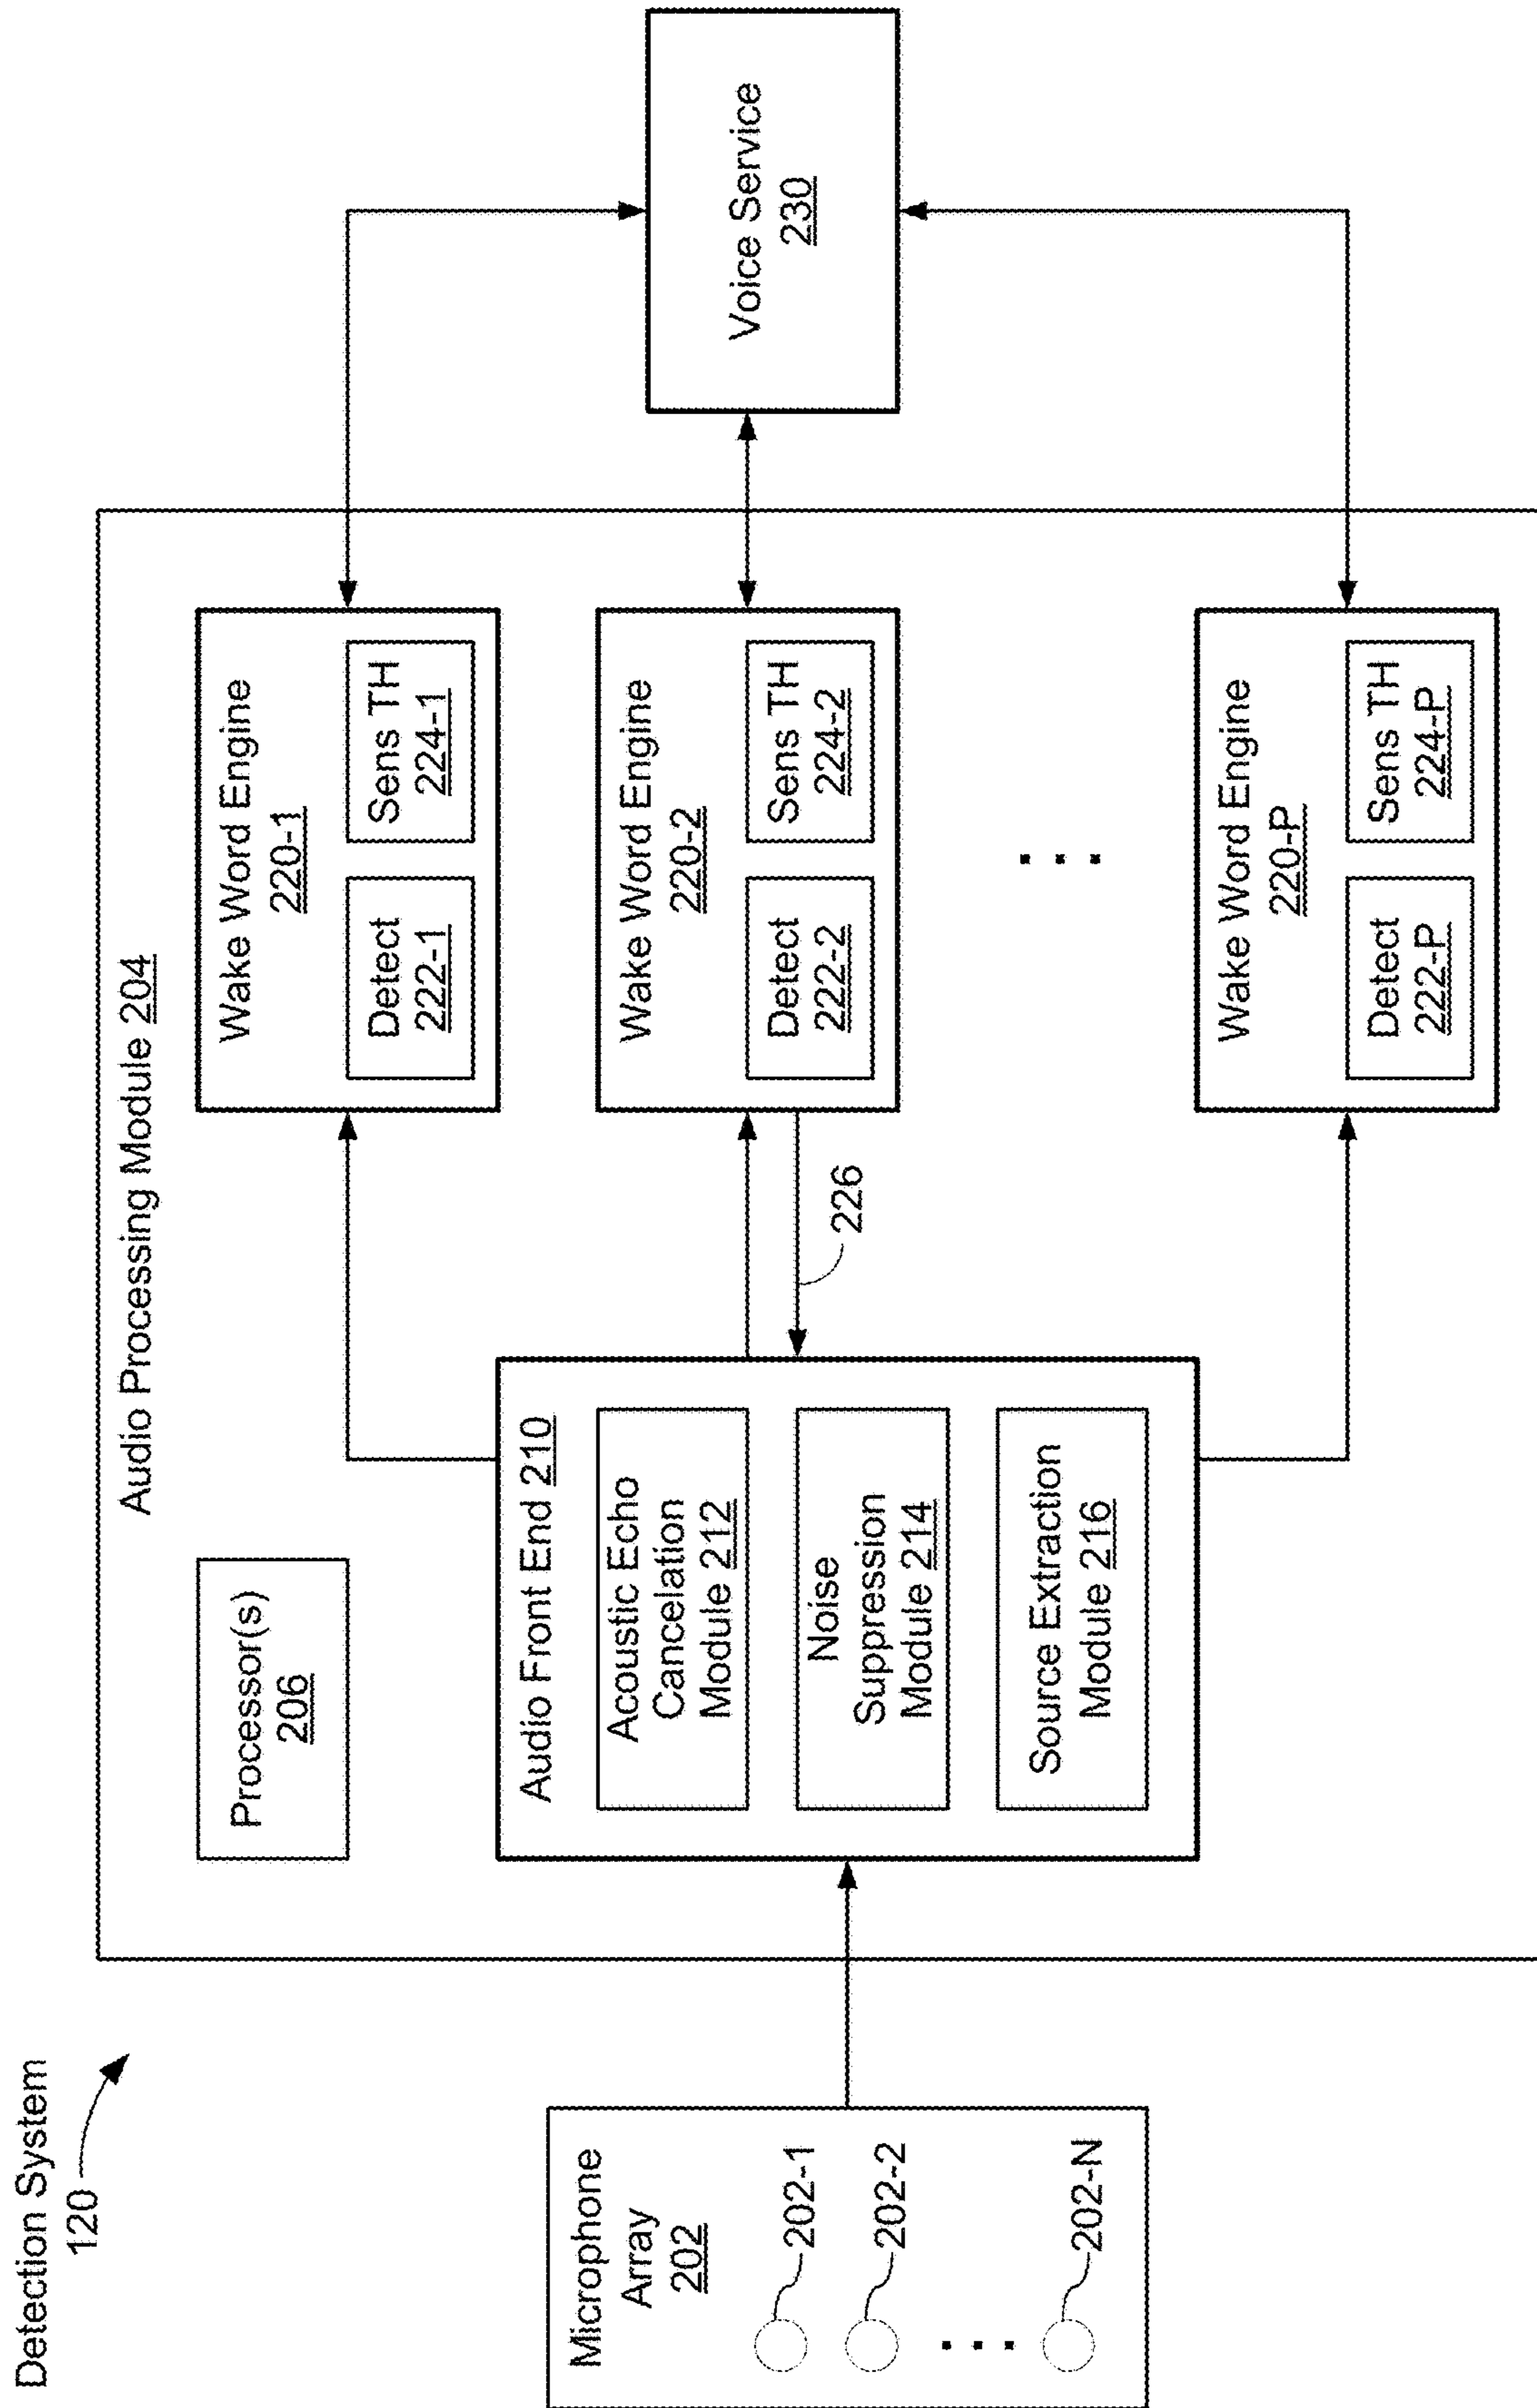 Detection System
120
Microphone
Array
202
202-1
202-2
202-N
Audio Processing Module 204
Processor(s)
206
Audio Front End 210
Acoustic Echo
Cancelation
Module 212
Noise
Suppression
Module 214
Source Extraction
Module 216
226
Wake Word Engine
220-1
Detect
222-1
Sens TH
224-1
Wake Word Engine
220-2
Detect
222-2
Sens TH
224-2
Wake Word Engine
220-P
Detect
222-P
Sens TH
224-P
Voice Service
230